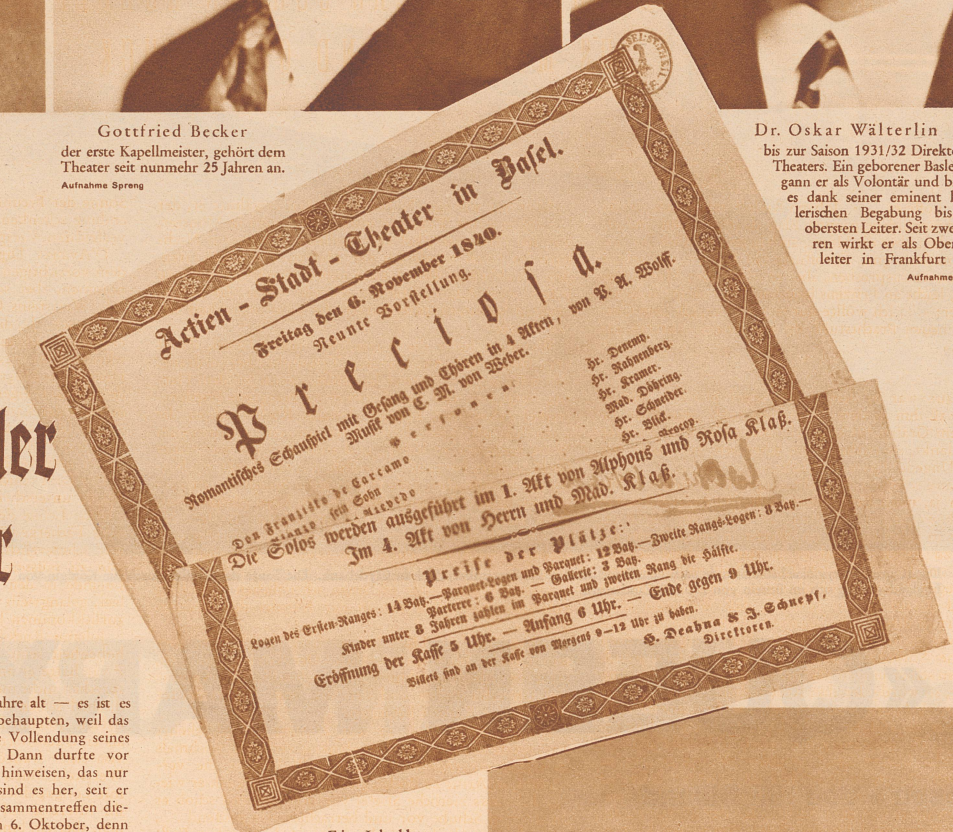 Gottfried Becker
der erste Kapellmeister, gehört dem
Theater seit nunmehr 25 Jahren an.
Aufnahme Spreng
Dr. Oskar Wälterlin
bis zur Saison 1931/32 Direkt
Theaters. Ein geborener Basle
gann er als Volontär und b
es dank seiner eminent
lerischen Begabung bis
obersten Leiter. Seit zwe
ren wirkt er als Ober
leiter in Frankfurt
Aufnahme
Actien-Stadt-Theater in Basel.
Freitag den 6. November 1840.
Neunte Vorstellung.
Preciosa.
Romantisches Schauspiel mit Gesang und Chören in 4 Akten, von P. A. Wolff.
Musik von C. M. von Weber.
Personen:
Don Franzisko de Carcamo
sein Sohn
Hr. Denemy.
Hr. Rahnenberg.
Hr. Kramer.
Mad. Döhring.
Hr. Schneider.
Hr. Blick.
Die Solos werden ausgeführt im 1. Akt von Alphons und Rosa Klaß.
Im 4. Akt von Herrn und Mad. Klaß.
Preise der Plätze:
Logen des Ersten-Ranges: 14 Batz.—Parquet-Logen und Parquet: 12 Batz.—Zweite Rangs-Logen: 8 Batz.—
Parterre: 6 Batz. — Gallerie: 3 Batz.
Kinder unter 8 Jahren zahlen im Parquet und zweiten Rang die Hälfte.
Eröffnung der Kasse 5 Uhr. — Anfang 6 Uhr. — Ende gegen 9 Uhr.
Billets sind an der Kasse von Morgens 9—12 Uhr zu haben.
H. Deahna & J. Schnepf,
Direktoren.
ler
r
ahre alt — es ist es
behaupten, weil das
Vollendung seines
Dann durfte vor
hinweisen, das nur
sind es her, seit er
sammentreffen die-
6. Oktober, denn